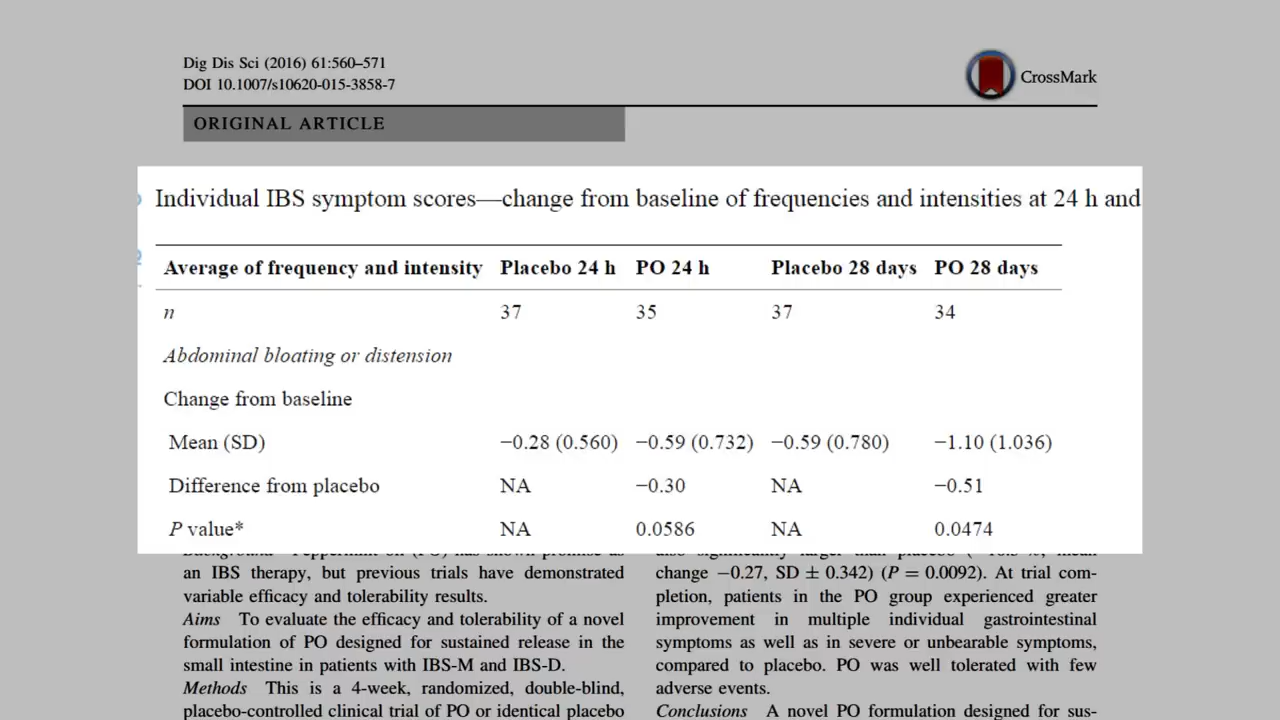 Dig Dis Sci (2016) 61:560–571
DOI 10.1007/s10620-015-3858-7
CrossMark
ORIGINAL ARTICLE
Individual IBS symptom scores—change from baseline of frequencies and intensities at 24 h and
Average of frequency and intensity Placebo 24 h PO 24 h Placebo 28 days PO 28 days
n 37 35 37 34
Abdominal bloating or distension
Change from baseline
Mean (SD) −0.28 (0.560) −0.59 (0.732) −0.59 (0.780) −1.10 (1.036)
Difference from placebo NA −0.30 NA −0.51
P value* NA 0.0586 NA 0.0474
an IBS therapy, but previous trials have demonstrated
variable efficacy and tolerability results.
Aims To evaluate the efficacy and tolerability of a novel
formulation of PO designed for sustained release in the
small intestine in patients with IBS-M and IBS-D.
Methods This is a 4-week, randomized, double-blind,
placebo-controlled clinical trial of PO or identical placebo
change −0.27, SD ± 0.342) (P = 0.0092). At trial com-
pletion, patients in the PO group experienced greater
improvement in multiple individual gastrointestinal
symptoms as well as in severe or unbearable symptoms,
compared to placebo. PO was well tolerated with few
adverse events.
Conclusions A novel PO formulation designed for sus-